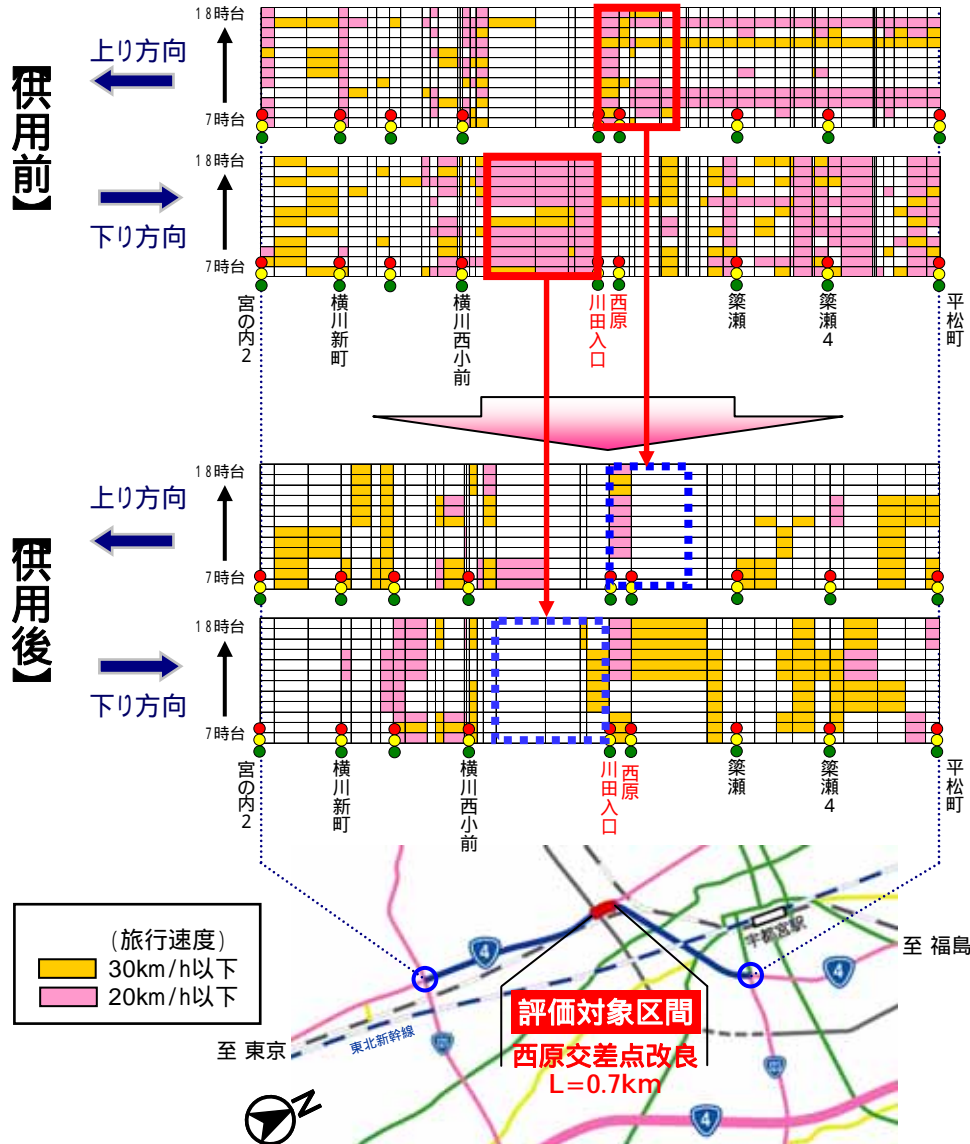 【供用前】
18時台
上り方向
7時台
18時台
下り方向
7時台
宮の内2
横川新町
横川西小前
川田入口
西原
簗瀬
簗瀬4
平松町
【供用後】
18時台
上り方向
7時台
18時台
下り方向
7時台
宮の内2
横川新町
横川西小前
川田入口
西原
簗瀬
簗瀬4
平松町
(旅行速度)
30km/h以下
20km/h以下
4
宇都宮駅
至 福島
4
評価対象区間
西原交差点改良
L=0.7km
至 東京
東北新幹線
4
N